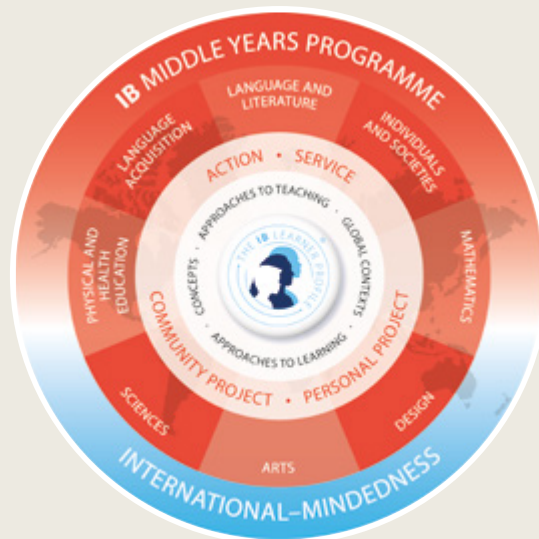 IB MIDDLE YEARS PROGRAMME
LANGUAGE AND
LITERATURE
LANGUAGE
ACQUISITION
INDIVIDUALS
AND SOCIETIES
PHYSICAL AND
HEALTH
EDUCATION
MATHEMATICS
SCIENCES
ARTS
DESIGN
ACTION • SERVICE
COMMUNITY PROJECT • PERSONAL PROJECT
APPROACHES TO TEACHING · GLOBAL CONTEXTS · APPROACHES TO LEARNING · CONCEPTS ·
THE IB LEARNER PROFILE
INTERNATIONAL–MINDEDNESS